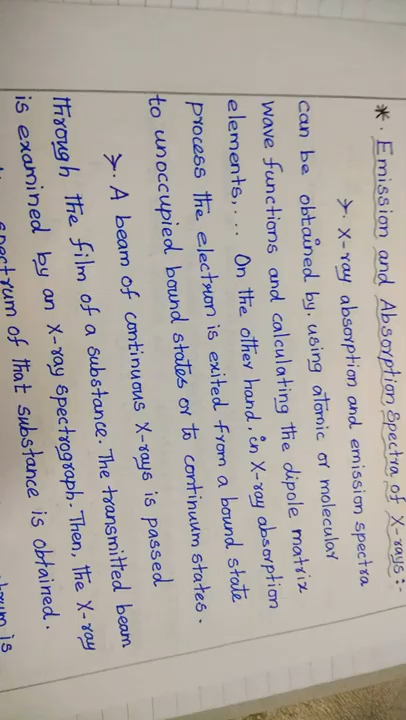 *. Emission and Absorption Spectra of X-rays:-
➢. X-ray absorption and emission spectra
can be obtained by. using atomic or molecular
wave functions and calculating the dipole matrix
elements,... On the other hand, in X-ray absorption
process the electron is exited from a bound state
to unoccupied bound states or to continuum states.
➢. A beam of continuous X-rays is passed
through the film of a substance. The transmitted beam
is examined by an X-ray spectrograph. Then, the X-ray
spectrum of that substance is obtained.
is